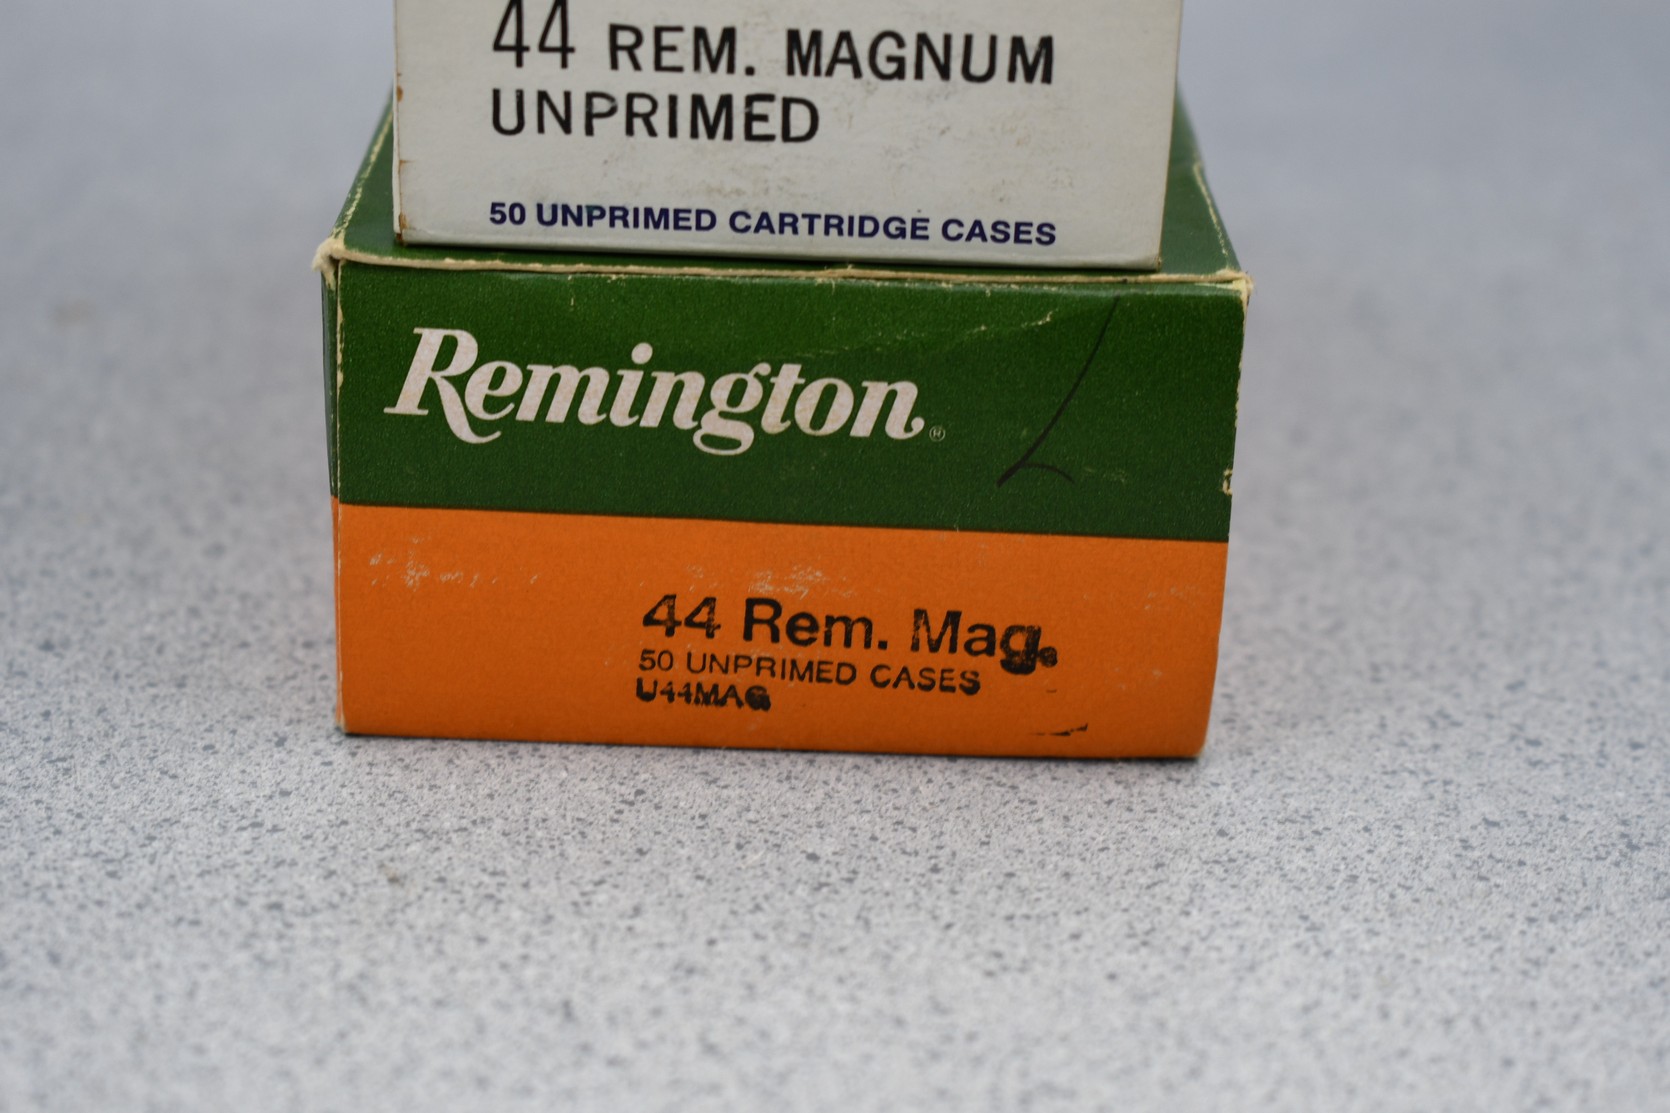 44 REM. MAGNUM
UNPRIMED
50 UNPRIMED CARTRIDGE CASES
Remington®
44 Rem. Mag.
50 UNPRIMED CASES
U44MAG